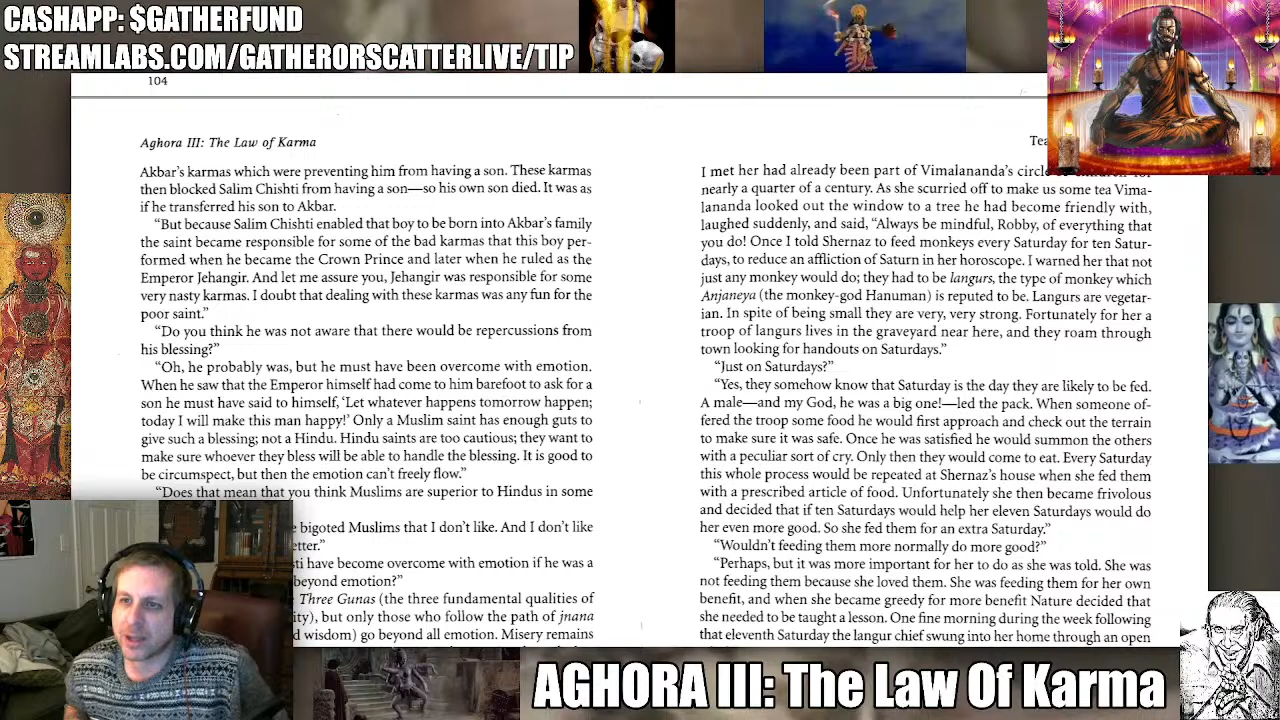 CASHAPP: $GATHERFUND
STREAMLABS.COM/GATHERORSCATTERLIVE/TIP
104
Aghora III: The Law of Karma
Akbar's karmas which were preventing him from having a son. These karmas
then blocked Salim Chishti from having a son—so his own son died. It was as
if he transferred his son to Akbar.
"But because Salim Chishti enabled that boy to be born into Akbar's family
the saint became responsible for some of the bad karmas that this boy per-
formed when he became the Crown Prince and later when he ruled as the
Emperor Jehangir. And let me assure you, Jehangir was responsible for some
very nasty karmas. I doubt that dealing with these karmas was any fun for the
poor saint."
"Do you think he was not aware that there would be repercussions from
his blessing?"
"Oh, he probably was, but he must have been overcome with emotion.
When he saw that the Emperor himself had come to him barefoot to ask for a
son he must have said to himself, 'Let whatever happens tomorrow happen;
today I will make this man happy!' Only a Muslim saint has enough guts to
give such a blessing; not a Hindu. Hindu saints are too cautious; they want to
make sure whoever they bless will be able to handle the blessing. It is good to
be circumspect, but then the emotion can't freely flow."
"Does that mean that you think Muslims are superior to Hindus in some
bigoted Muslims that I don't like. And I don't like
have become overcome with emotion if he was a
beyond emotion?"
Three Gunas (the three fundamental qualities of
but only those who follow the path of jnana
wisdom) go beyond all emotion. Misery remains
I met her had already been part of Vimalananda's circle
nearly a quarter of a century. As she scurried off to make us some tea Vima-
lananda looked out the window to a tree he had become friendly with,
laughed suddenly, and said, "Always be mindful, Robby, of everything that
you do! Once I told Shernaz to feed monkeys every Saturday for ten Satur-
days, to reduce an affliction of Saturn in her horoscope. I warned her that not
just any monkey would do; they had to be langurs, the type of monkey which
Anjaneya (the monkey-god Hanuman) is reputed to be. Langurs are vegetar-
ian. In spite of being small they are very, very strong. Fortunately for her a
troop of langurs lives in the graveyard near here, and they roam through
town looking for handouts on Saturdays."
"Just on Saturdays?"
"Yes, they somehow know that Saturday is the day they are likely to be fed.
A male—and my God, he was a big one!—led the pack. When someone of-
fered the troop some food he would first approach and check out the terrain
to make sure it was safe. Once he was satisfied he would summon the others
with a peculiar sort of cry. Only then they would come to eat. Every Saturday
this whole process would be repeated at Shernaz's house when she fed them
with a prescribed article of food. Unfortunately she then became frivolous
and decided that if ten Saturdays would help her eleven Saturdays would do
her even more good. So she fed them for an extra Saturday."
"Wouldn't feeding them more normally do more good?"
"Perhaps, but it was more important for her to do as she was told. She was
not feeding them because she loved them. She was feeding them for her own
benefit, and when she became greedy for more benefit Nature decided that
she needed to be taught a lesson. One fine morning during the week following
that eleventh Saturday the langur chief swung into her home through an open
AGHORA III: The Law Of Karma